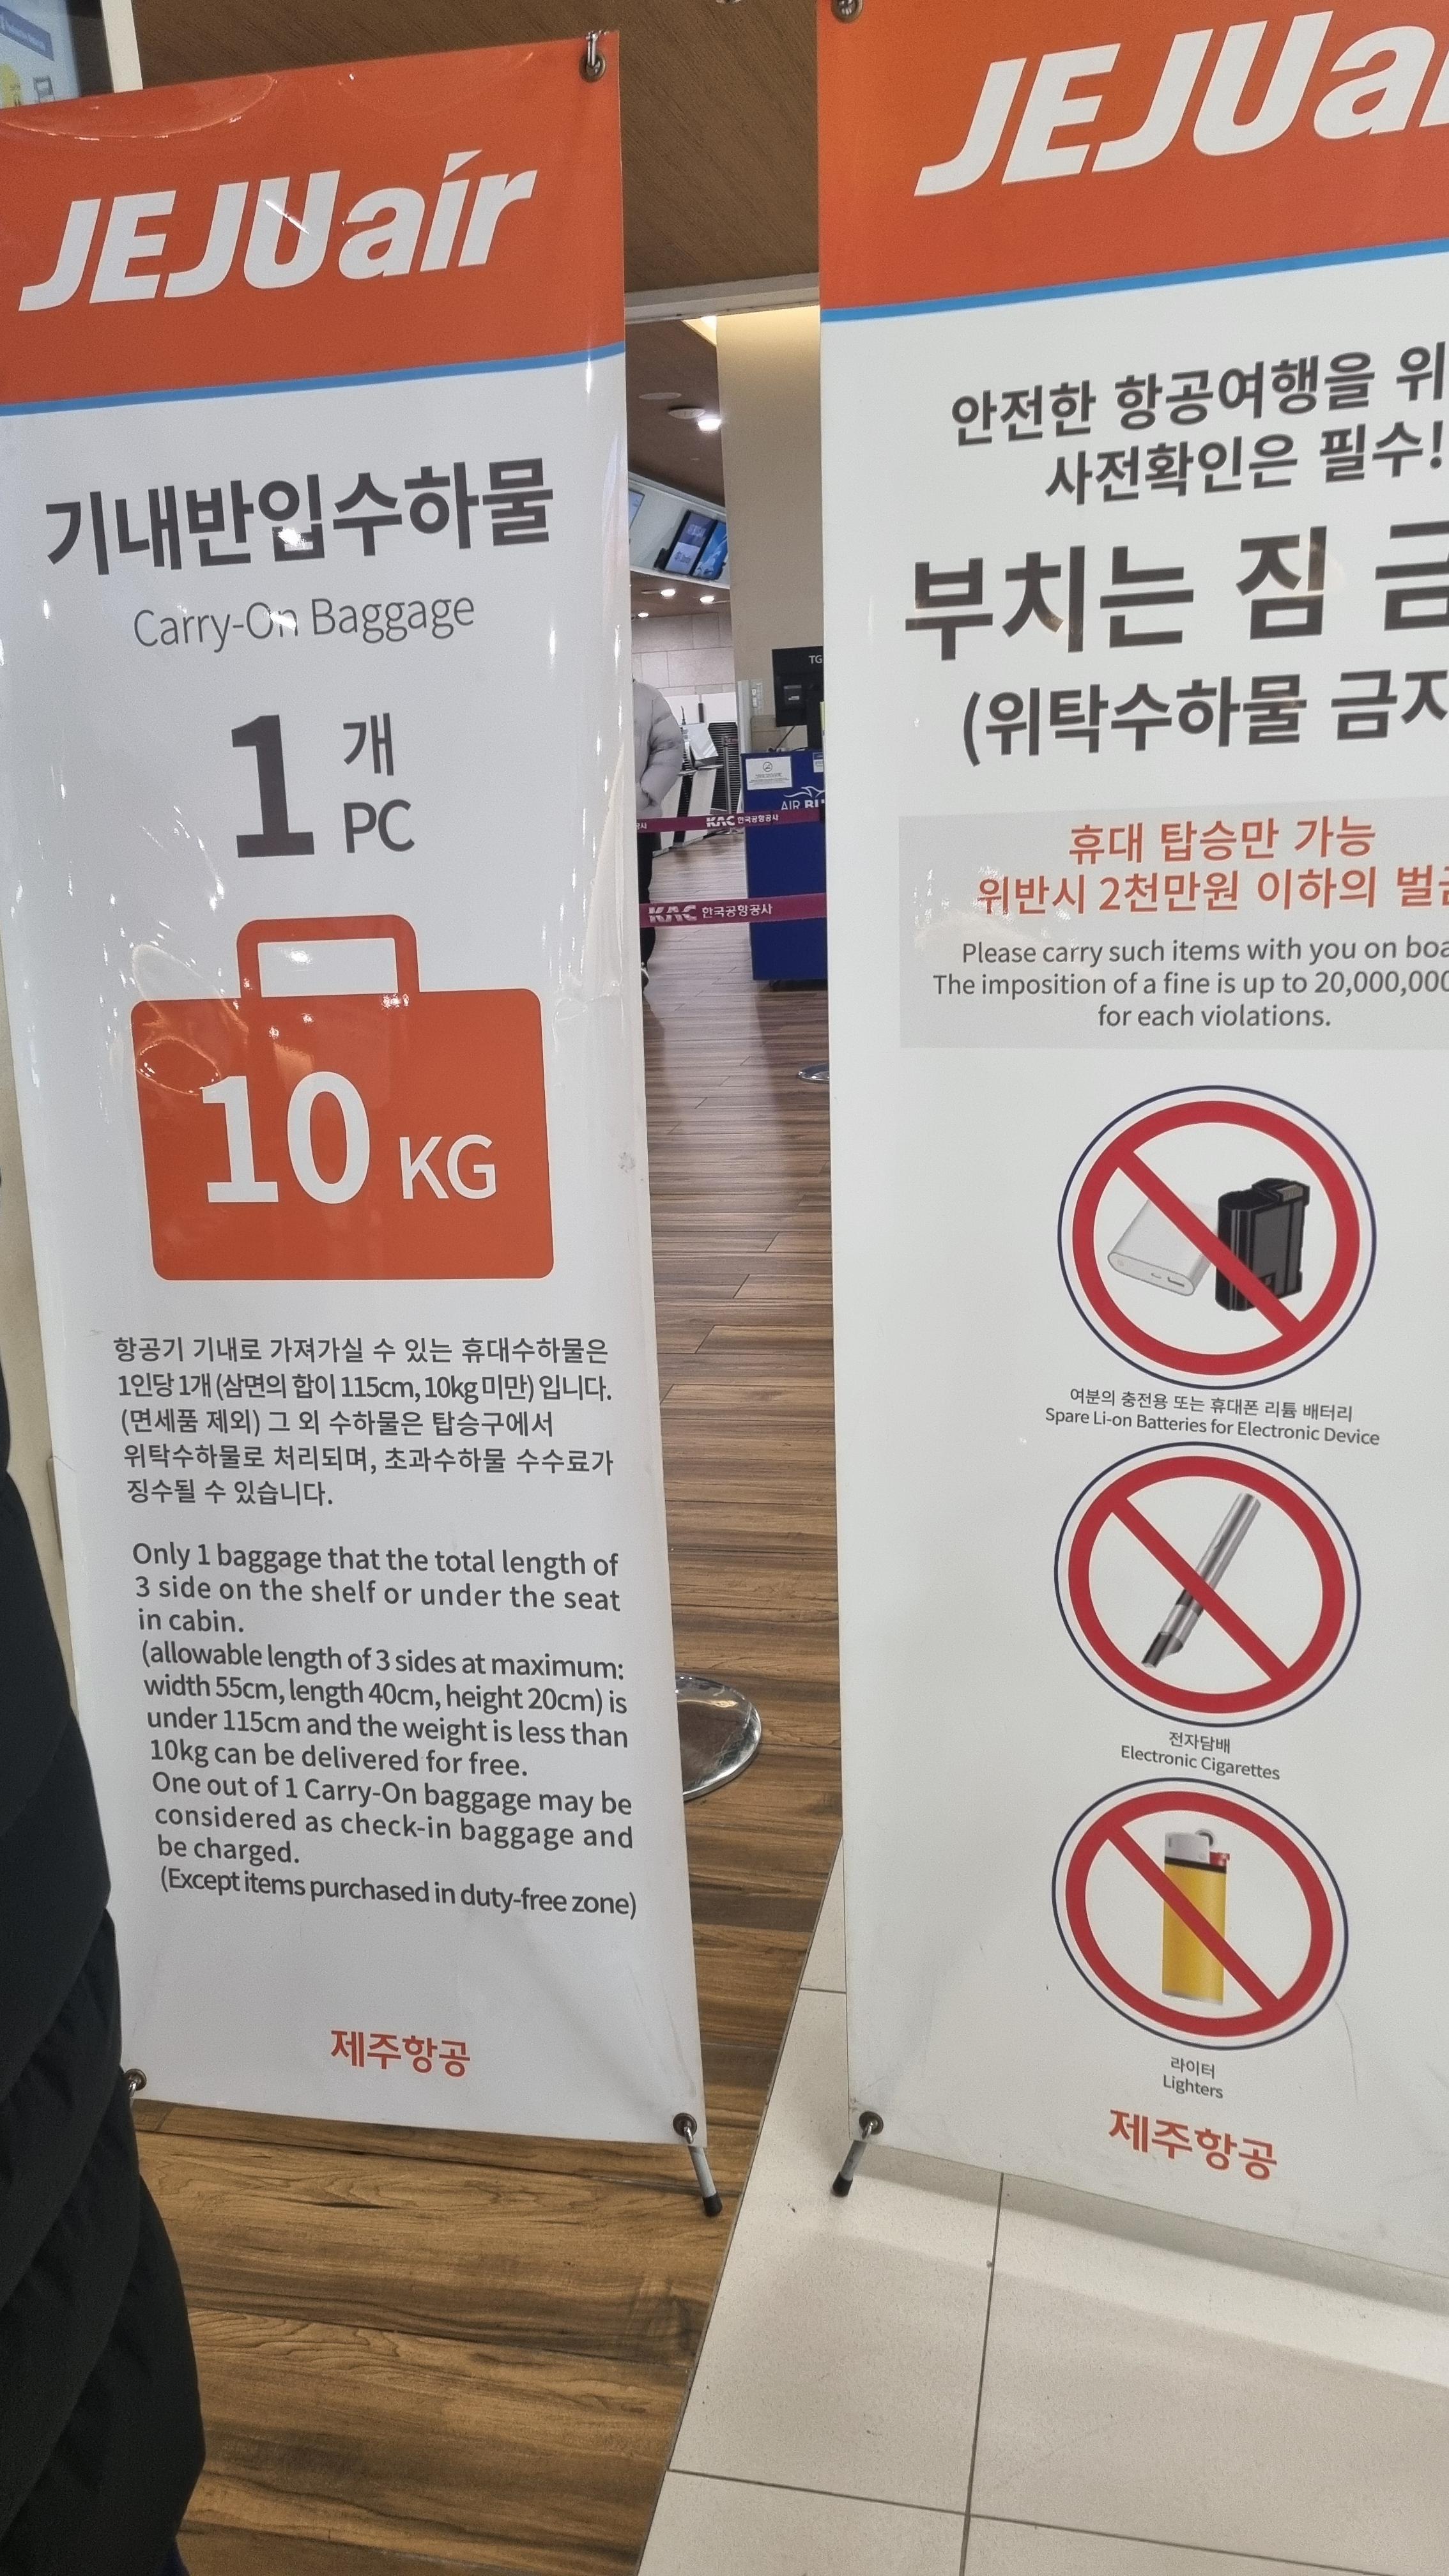 JEJUair
기내반입수하물
Carry-On Baggage
1 개
PC
10 KG
항공기 기내로 가져가실 수 있는 휴대수하물은
1인당 1개 (삼면의 합이 115cm, 10kg 미만) 입니다.
(면세품 제외) 그 외 수하물은 탑승구에서
위탁수하물로 처리되며, 초과수하물 수수료가
징수될 수 있습니다.
Only 1 baggage that the total length of
3 side on the shelf or under the seat
in cabin.
(allowable length of 3 sides at maximum:
width 55cm, length 40cm, height 20cm) is
under 115cm and the weight is less than
10kg can be delivered for free.
One out of 1 Carry-On baggage may be
considered as check-in baggage and
be charged.
(Except items purchased in duty-free zone)
제주항공
TG
AIR
KAC 한국공항공사
KAC 한국공항공사
JEJUa
안전한 항공여행을 위
사전확인은 필수!
부치는 짐
(위탁수하물 금지
휴대 탑승만 가능
위반시 2천만원 이하의 벌금
Please carry such items with you on boa
The imposition of a fine is up to 20,000,000
for each violations.
여분의 충전용 또는 휴대폰 리튬 배터리
Spare Li-on Batteries for Electronic Device
전자담배
Electronic Cigarettes
라이터
Lighters
제주항공